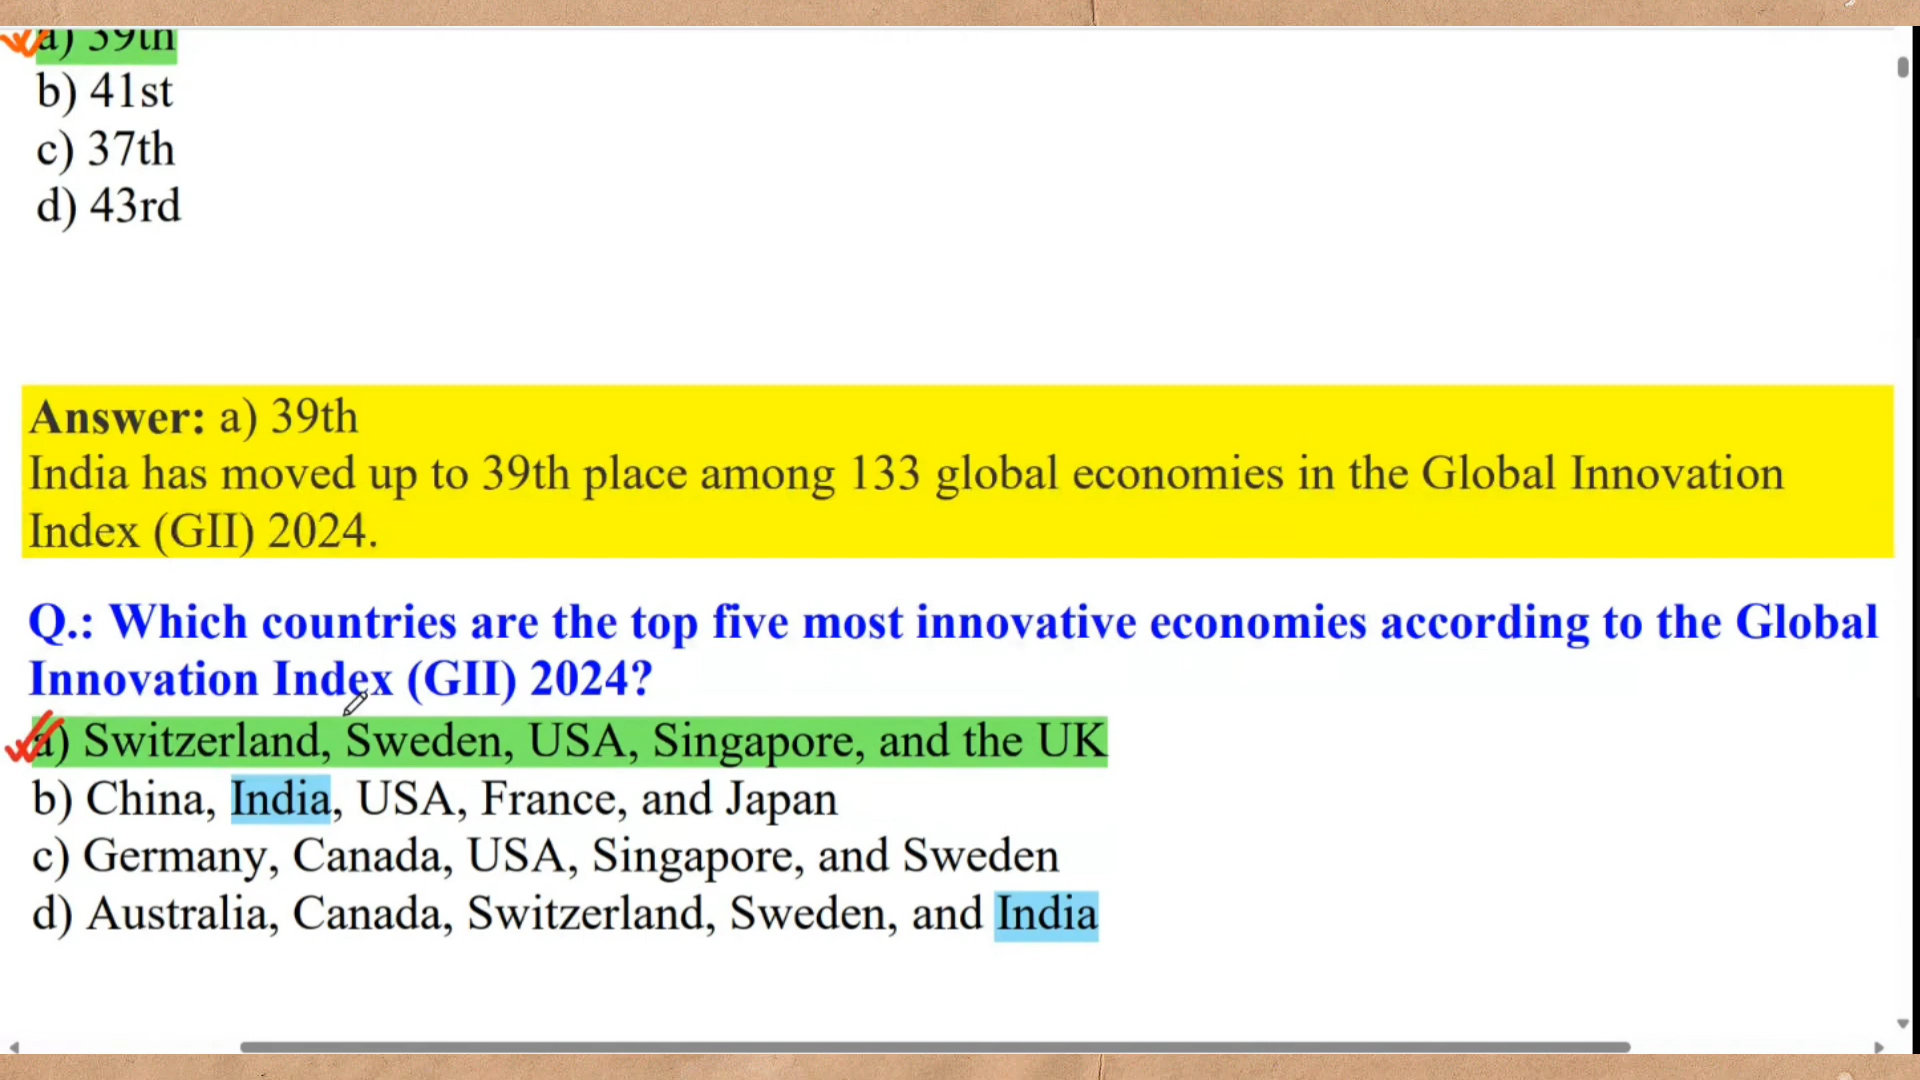 a) 39th
b) 41st
c) 37th
d) 43rd
Answer: a) 39th
India has moved up to 39th place among 133 global economies in the Global Innovation
Index (GII) 2024.
Q.: Which countries are the top five most innovative economies according to the Global
Innovation Index (GII) 2024?
a) Switzerland, Sweden, USA, Singapore, and the UK
b) China, India, USA, France, and Japan
c) Germany, Canada, USA, Singapore, and Sweden
d) Australia, Canada, Switzerland, Sweden, and India